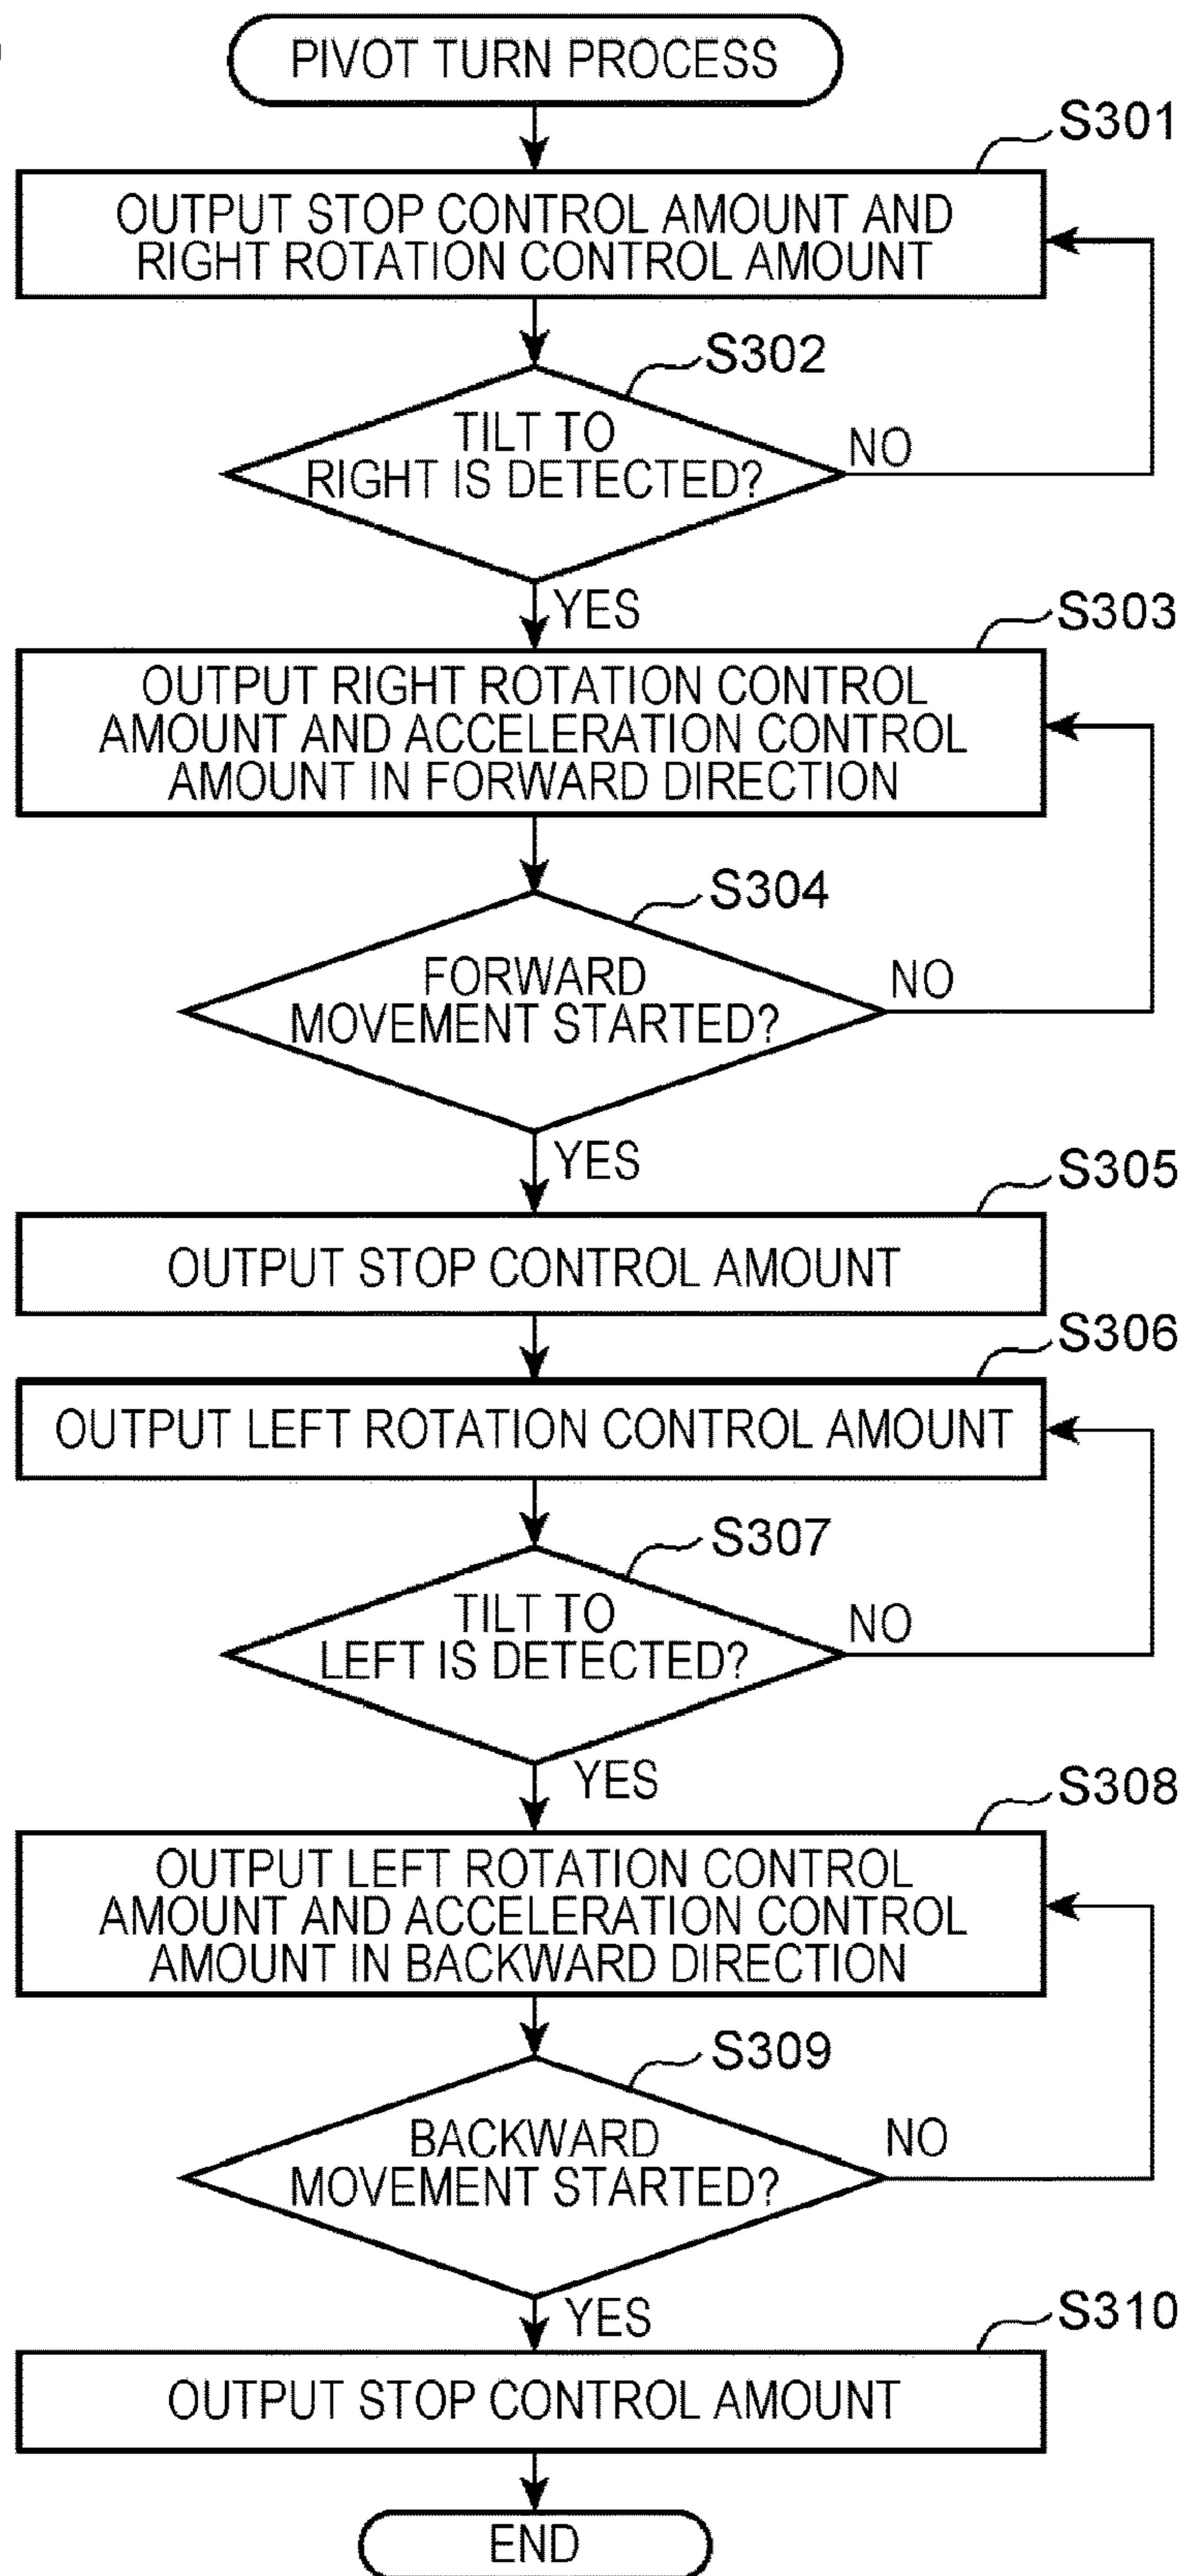 PIVOT TURN PROCESS
S301
OUTPUT STOP CONTROL AMOUNT AND
RIGHT ROTATION CONTROL AMOUNT
S302
TILT TO
RIGHT IS DETECTED?
NO
YES
S303
OUTPUT RIGHT ROTATION CONTROL
AMOUNT AND ACCELERATION CONTROL
AMOUNT IN FORWARD DIRECTION
S304
FORWARD
MOVEMENT STARTED?
NO
YES
S305
OUTPUT STOP CONTROL AMOUNT
S306
OUTPUT LEFT ROTATION CONTROL AMOUNT
S307
TILT TO
LEFT IS DETECTED?
NO
YES
S308
OUTPUT LEFT ROTATION CONTROL
AMOUNT AND ACCELERATION CONTROL
AMOUNT IN BACKWARD DIRECTION
S309
BACKWARD
MOVEMENT STARTED?
NO
YES
S310
OUTPUT STOP CONTROL AMOUNT
END